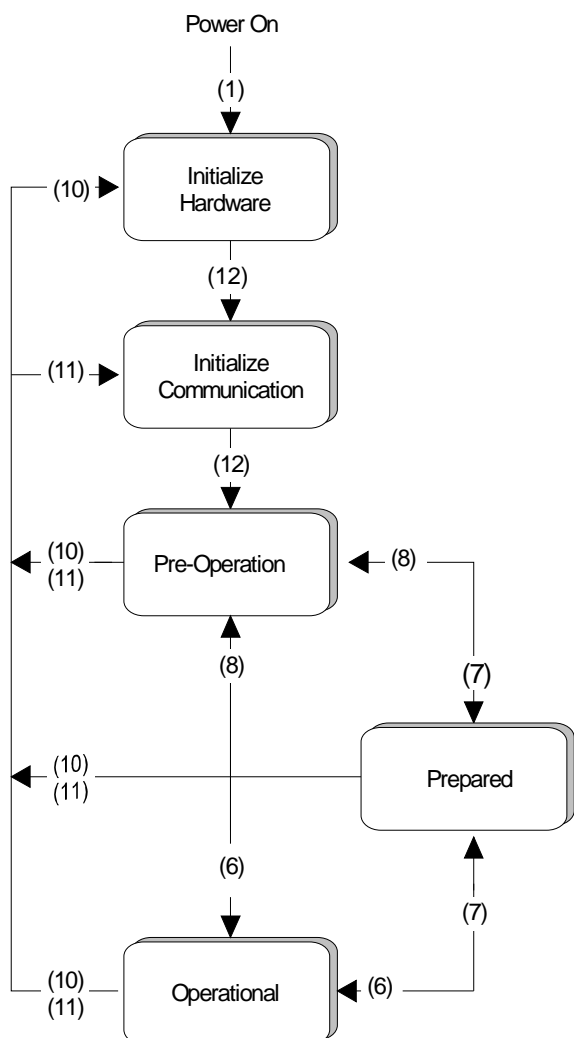 Power On
(1)
Initialize
Hardware
(10)
(12)
Initialize
Communication
(11)
(12)
Pre-Operation
(10)
(11)
(8)
(8)
(7)
Prepared
(10)
(11)
(6)
(7)
Operational
(10)
(11)
(6)